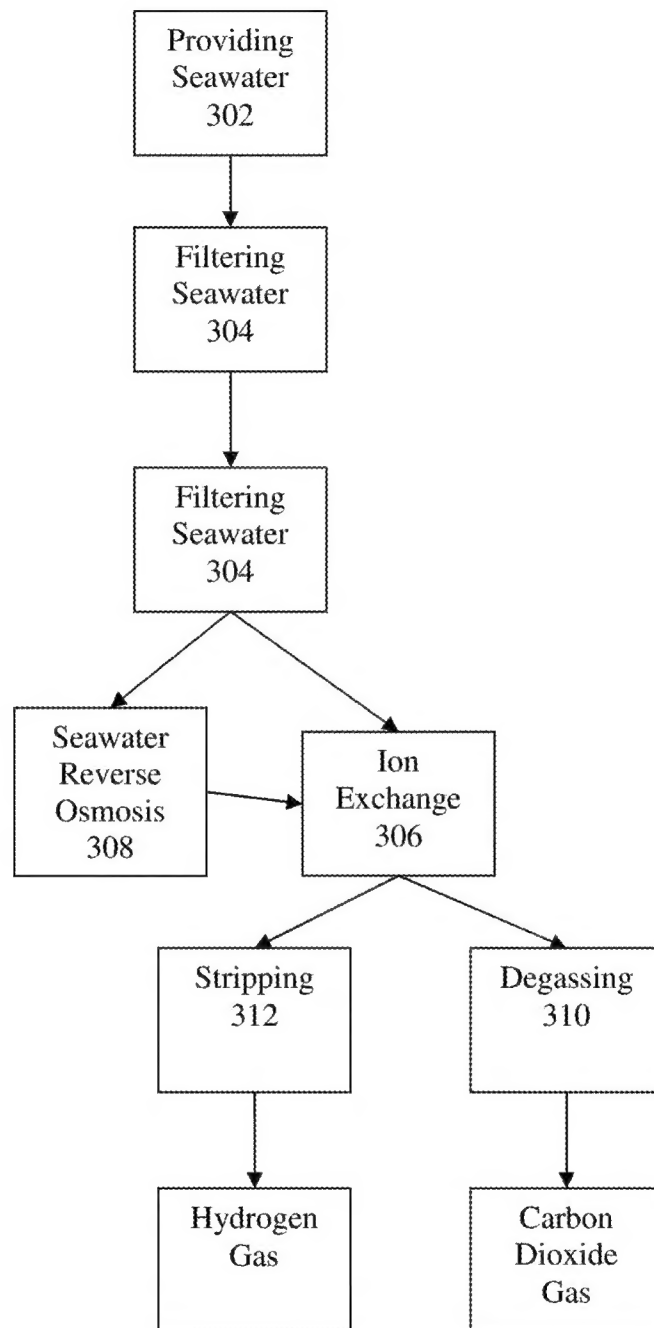 Providing
Seawater
302
Filtering
Seawater
304
Filtering
Seawater
304
Seawater
Reverse
Osmosis
308
Ion
Exchange
306
Stripping
312
Degassing
310
Hydrogen
Gas
Carbon
Dioxide
Gas